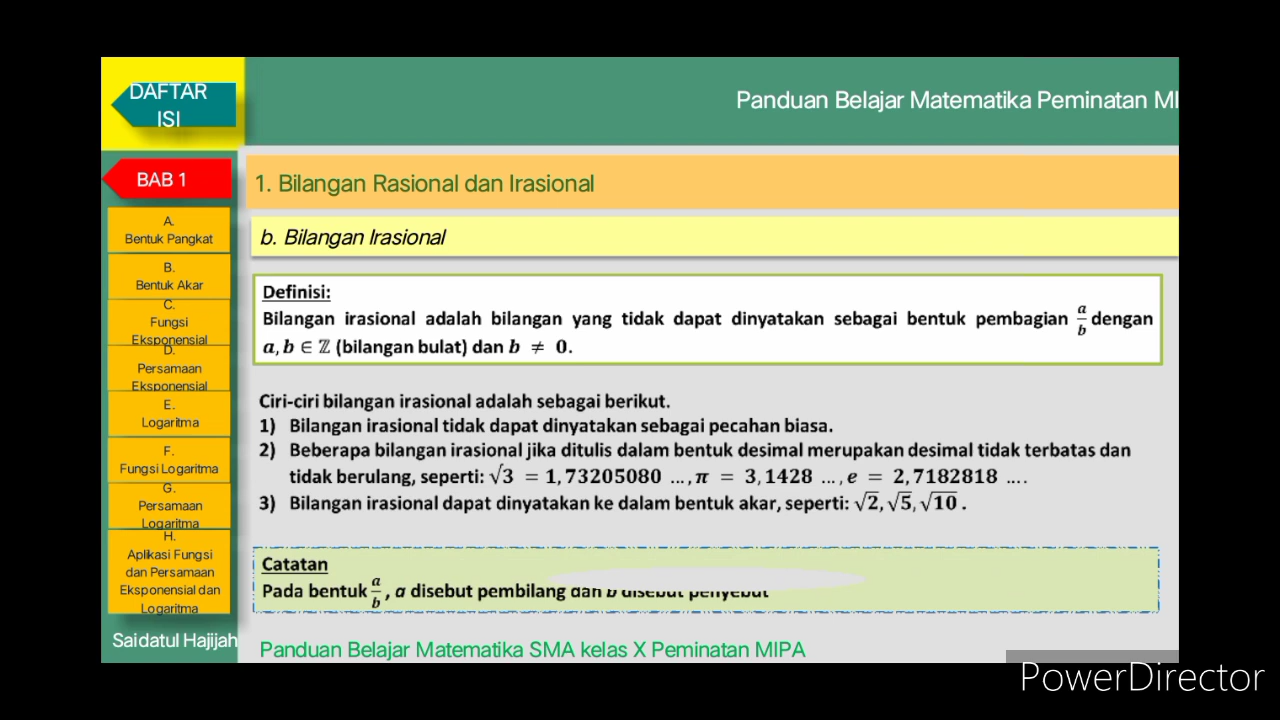 DAFTAR
ISI
Panduan Belajar Matematika Peminatan MI
BAB 1
1. Bilangan Rasional dan Irasional
A.
Bentuk Pangkat
b. Bilangan Irasional
B.
Bentuk Akar
C.
Fungsi
Eksponensial
D.
Persamaan
Eksponensial
E.
Logaritma
F.
Fungsi Logaritma
G.
Persamaan
Logaritma
H.
Aplikasi Fungsi
dan Persamaan
Eksponensial dan
Logaritma
Saidatul Hajijah
Definisi:
Bilangan irasional adalah bilangan yang tidak dapat dinyatakan sebagai bentuk pembagian a/b dengan
a, b ∈ ℤ (bilangan bulat) dan b ≠ 0.
Ciri-ciri bilangan irasional adalah sebagai berikut.
1) Bilangan irasional tidak dapat dinyatakan sebagai pecahan biasa.
2) Beberapa bilangan irasional jika ditulis dalam bentuk desimal merupakan desimal tidak terbatas dan
tidak berulang, seperti: √3 = 1,73205080 ..., π = 3,1428 ..., e = 2,7182818 ....
3) Bilangan irasional dapat dinyatakan ke dalam bentuk akar, seperti: √2, √5, √10.
Catatan
Pada bentuk a/b, a disebut pembilang dan b disebut penyebut
Panduan Belajar Matematika SMA kelas X Peminatan MIPA
PowerDirector